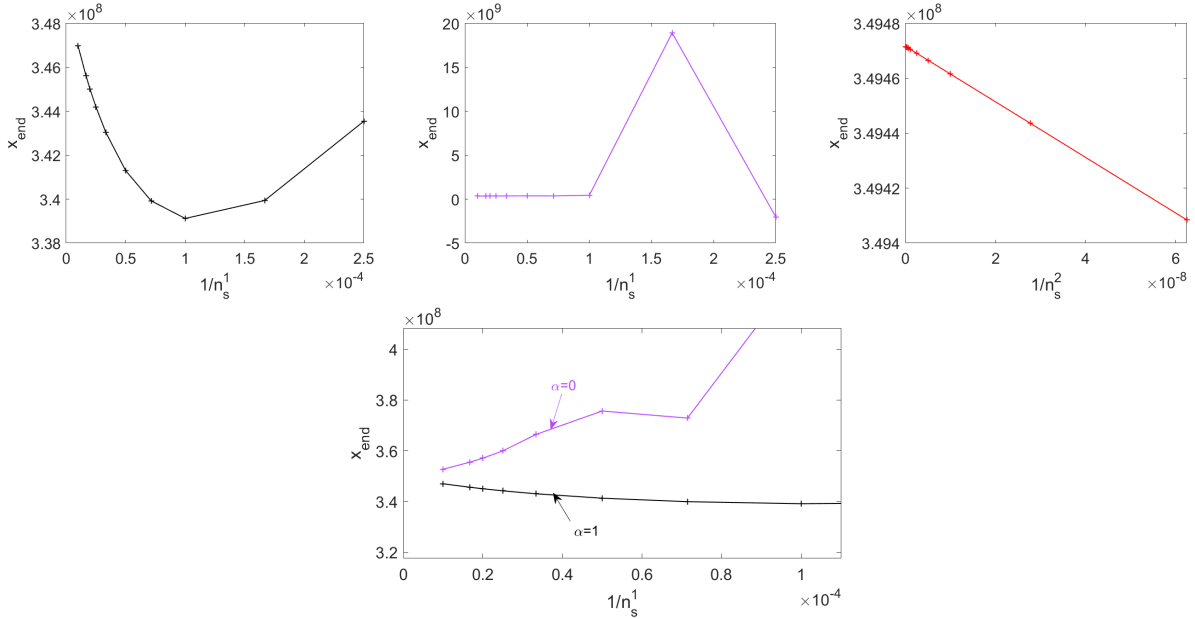 ×10⁸
3.48
3.46
3.44
3.42
3.4
3.38
x_end
0 0.5 1 1.5 2 2.5
1/n_s^1 ×10⁻⁴
×10⁹
20
15
10
5
0
-5
x_end
0 0.5 1 1.5 2 2.5
1/n_s^1 ×10⁻⁴
×10⁸
3.4948
3.4946
3.4944
3.4942
3.494
x_end
0 2 4 6
1/n_s^2 ×10⁻⁸
×10⁸
4
3.8
3.6
3.4
3.2
x_end
α=0
α=1
0 0.2 0.4 0.6 0.8 1
1/n_s^1 ×10⁻⁴